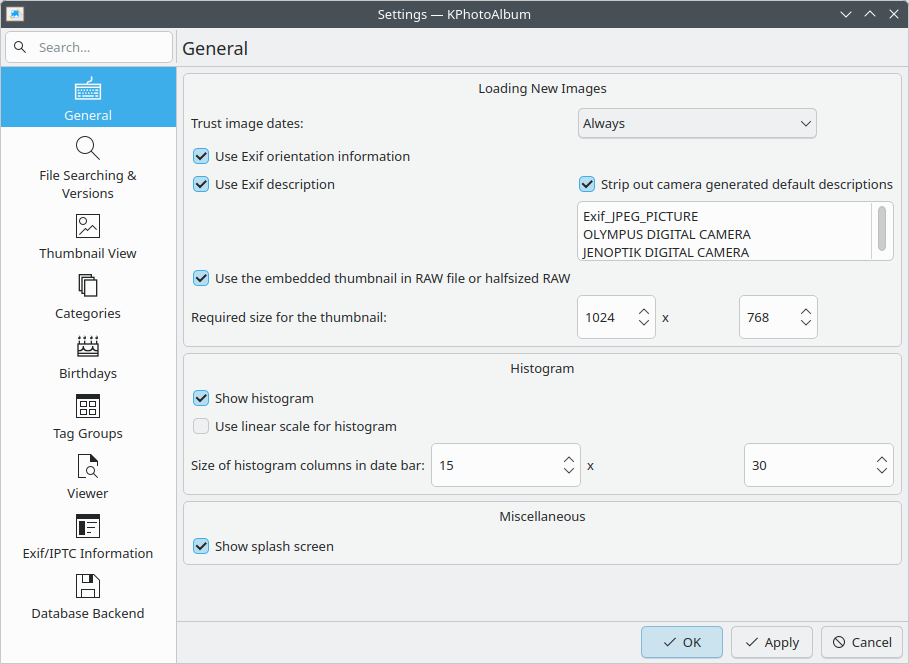 Settings — KPhotoAlbum
Search...
General
General
File Searching &
Versions
Thumbnail View
Categories
Birthdays
Tag Groups
Viewer
Exif/IPTC Information
Database Backend
Loading New Images
Trust image dates: Always
Use Exif orientation information
Use Exif description Strip out camera generated default descriptions
Exif_JPEG_PICTURE
OLYMPUS DIGITAL CAMERA
JENOPTIK DIGITAL CAMERA
Use the embedded thumbnail in RAW file or halfsized RAW
Required size for the thumbnail: 1024 x 768
Histogram
Show histogram
Use linear scale for histogram
Size of histogram columns in date bar: 15 x 30
Miscellaneous
Show splash screen
OK Apply Cancel